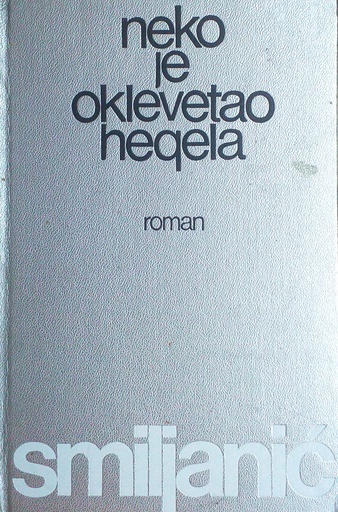 neko
je
oklevetao
heqela
roman
smiljanić